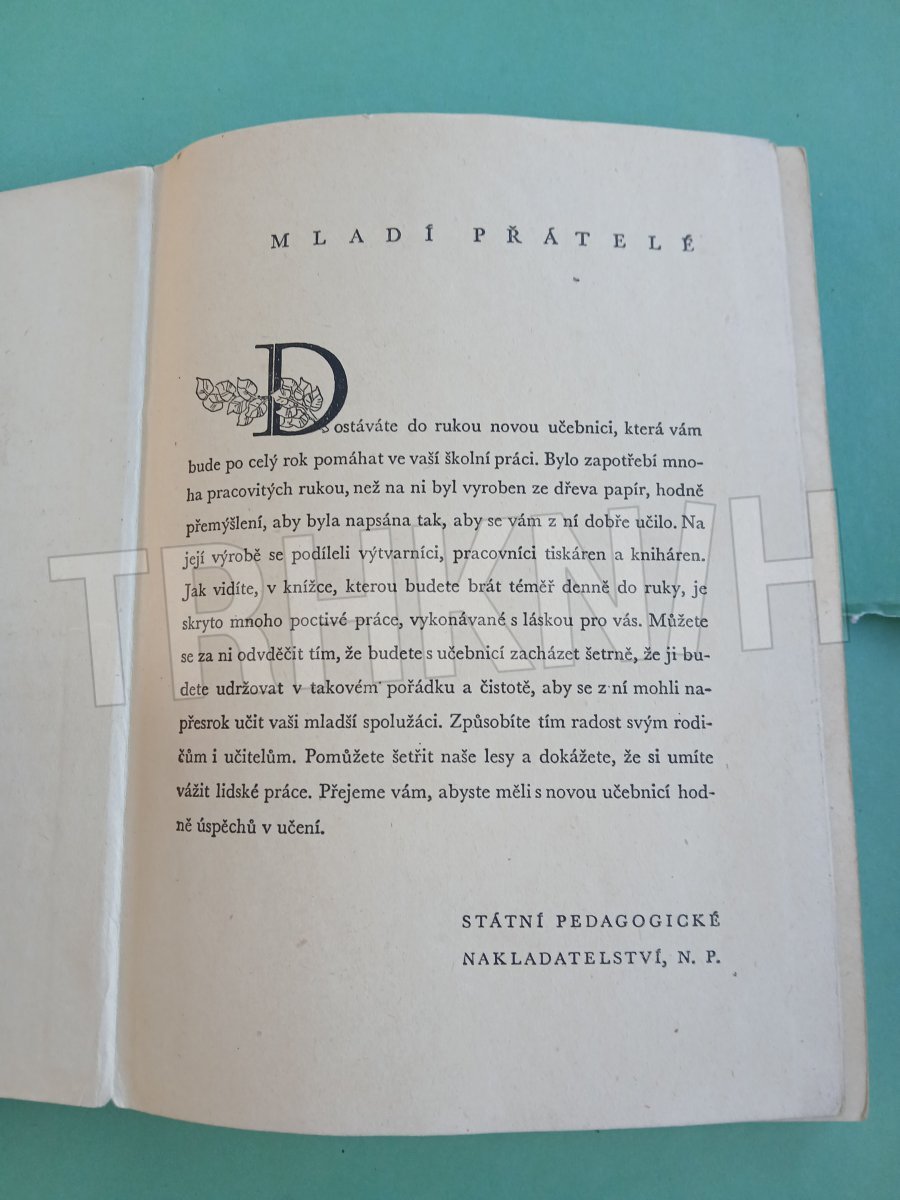 MLADÍ PŘÁTELÉ
Dostáváte do rukou novou učebnici, která vám
bude po celý rok pomáhat ve vaší školní práci. Bylo zapotřebí mno-
ha pracovitých rukou, než na ni byl vyroben ze dřeva papír, hodně
přemýšlení, aby byla napsána tak, aby se vám z ní dobře učilo. Na
její výrobě se podíleli výtvarníci, pracovníci tiskáren a knihároven.
Jak vidíte, v knížce, kterou budete brát téměř denně do ruky, je
skryto mnoho poctivé práce, vykonávané s láskou pro vás. Můžete
se za ni odvděčit tím, že budete s učebnicí zacházet šetrně, že ji bu-
dete udržovat v takovém pořádku a čistotě, aby se z ní mohli na-
přesrok učit vaši mladší spolužáci. Způsobíte tím radost svým rodi-
čům i učitelům. Pomůžete šetřit naše lesy a dokážete, že si umíte
vážit lidské práce. Přejeme vám, abyste měli s novou učebnicí hod-
ně úspěchů v učení.
STÁTNÍ PEDAGOGICKÉ
NAKLADATELSTVÍ, N. P.
TRHKNIH